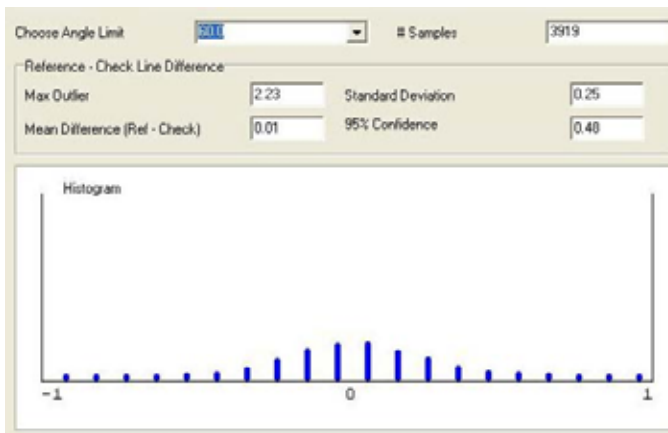 Choose Angle Limit 60.0 # Samples 3919
Reference - Check Line Difference
Max Outlier 2.23 Standard Deviation 0.25
Mean Difference (Ref - Check) 0.01 95% Confidence 0.48
Histogram
-1 0 1